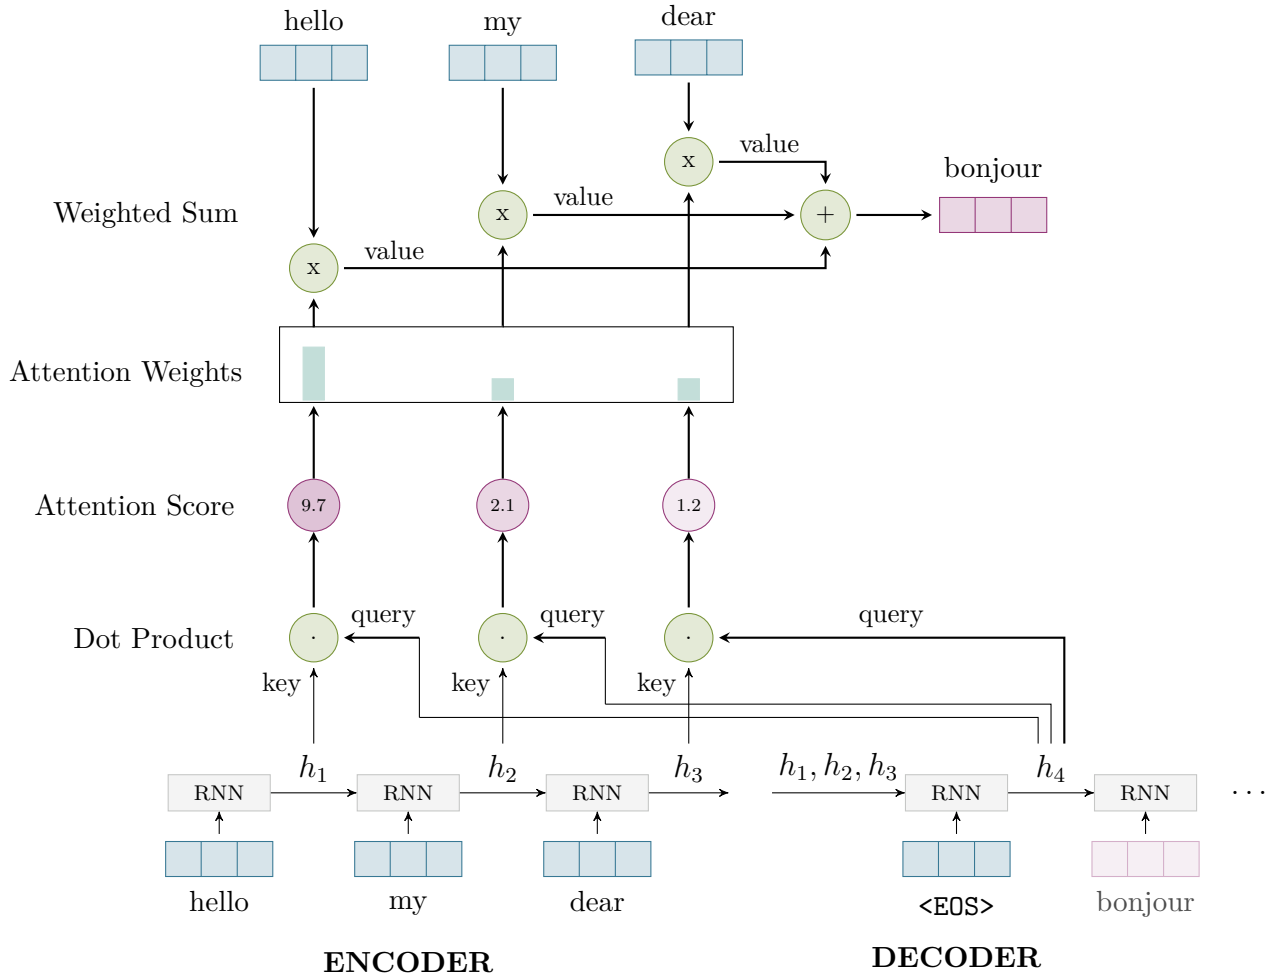 hello my dear
x value
bonjour
Weighted Sum x value +
x value
Attention Weights
Attention Score 9.7 2.1 1.2
query query query
Dot Product · · ·
key key key
h₁ h₂ h₃ h₁, h₂, h₃ h₄
RNN RNN RNN RNN RNN ...
hello my dear <EOS> bonjour
ENCODER DECODER